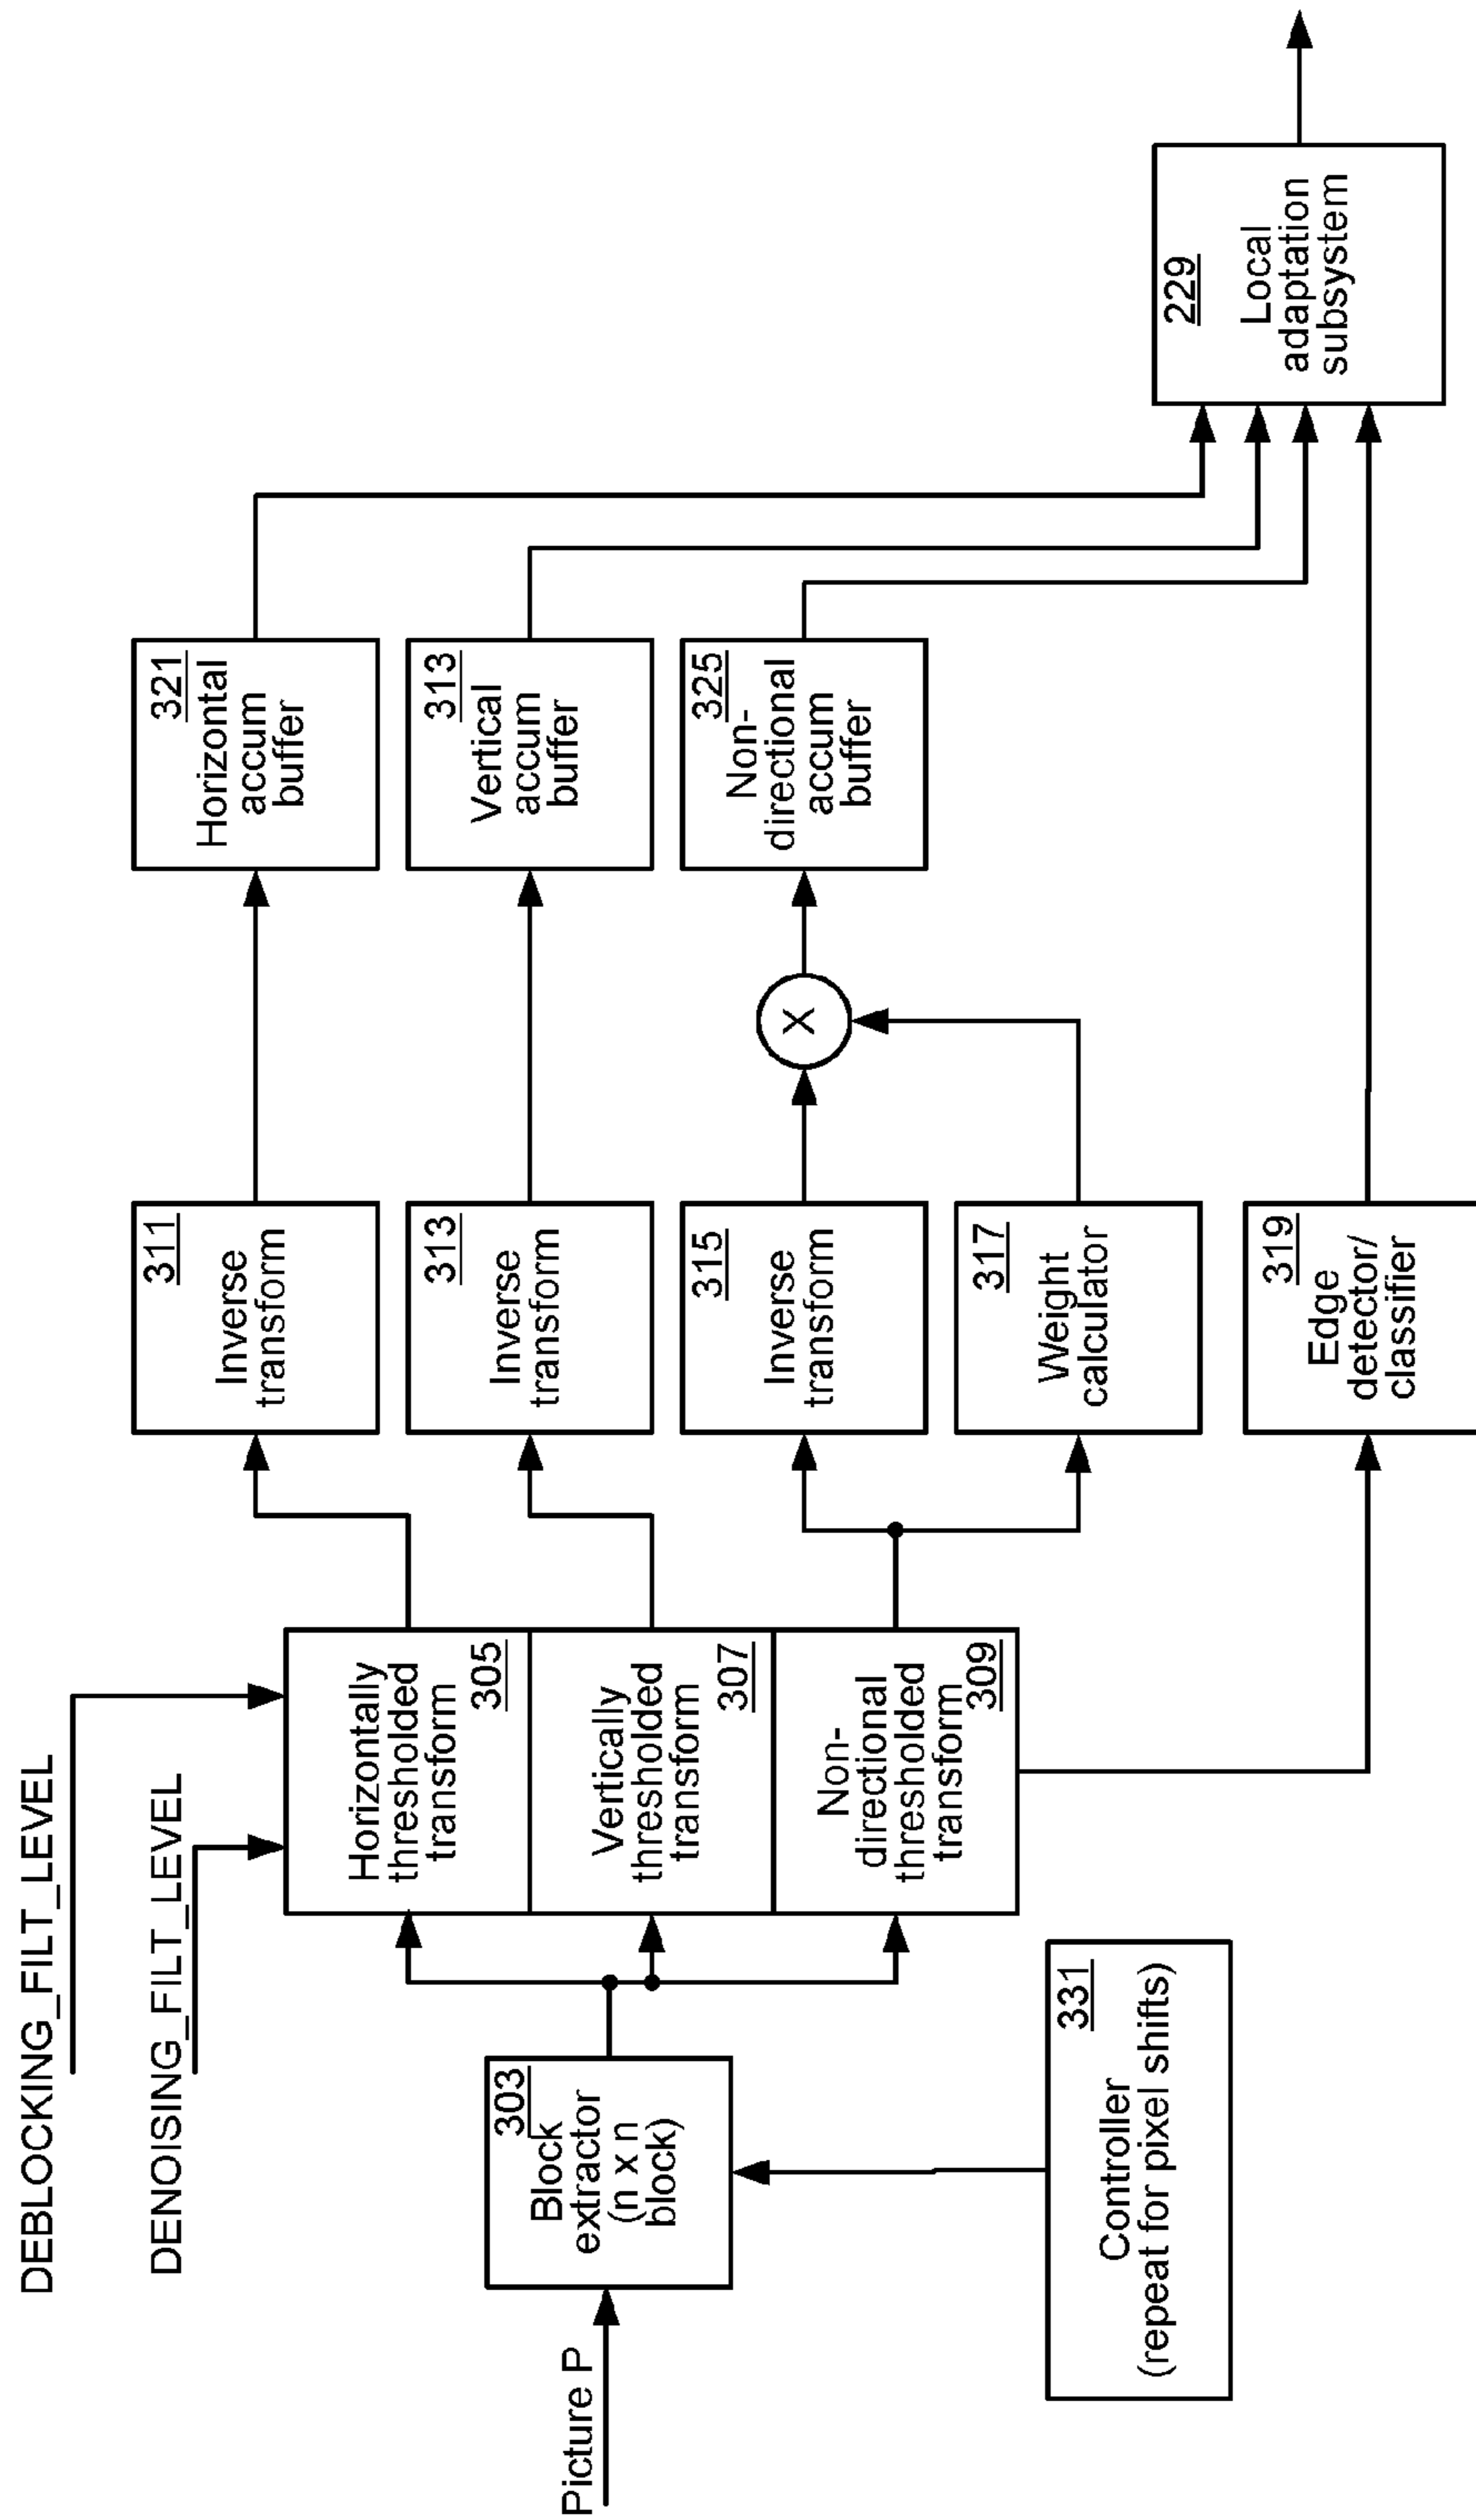 DEBLOCKING_FILT_LEVEL
DENOISING_FILT_LEVEL
Picture P
303
Block
extractor
(n x n
block)
331
Controller
(repeat for pixel shifts)
Horizontally
thresholded
transform
305
Vertically
thresholded
transform
307
Non-
directional
thresholded
transform
309
311
Inverse
transform
313
Inverse
transform
315
Inverse
transform
317
Weight
calculator
319
Edge
detector/
classifier
X
321
Horizontal
accum
buffer
313
Vertical
accum
buffer
325
Non-
directional
accum
buffer
229
Local
adaptation
subsystem